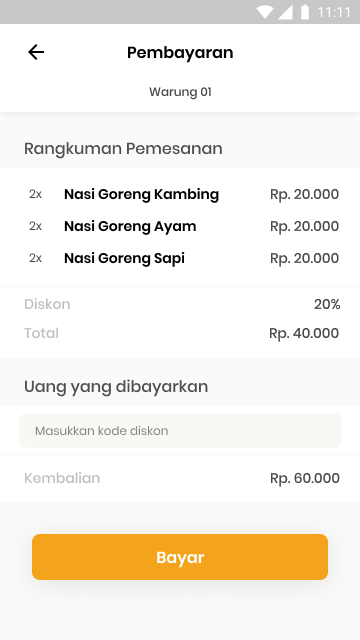 11:11
Pembayaran
Warung 01
Rangkuman Pemesanan
2x Nasi Goreng Kambing Rp. 20.000
2x Nasi Goreng Ayam Rp. 20.000
2x Nasi Goreng Sapi Rp. 20.000
Diskon 20%
Total Rp. 40.000
Uang yang dibayarkan
Masukkan kode diskon
Kembalian Rp. 60.000
Bayar